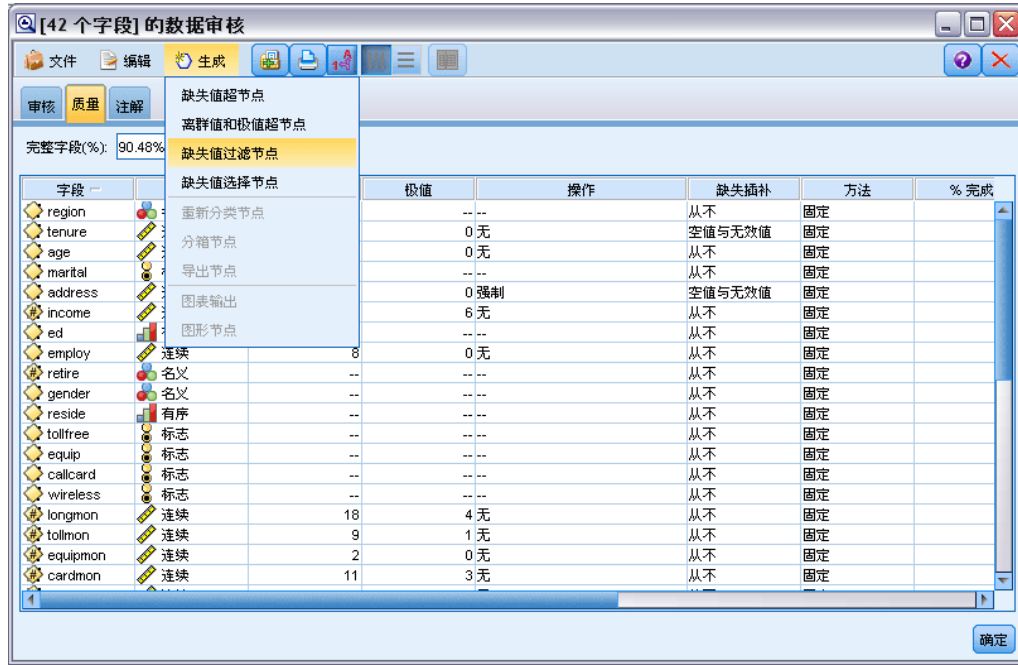 [42 个字段] 的数据审核
文件 编辑 生成
审核 质量 注解
缺失值超节点
离群值和极值超节点
缺失值过滤节点
缺失值选择节点
重新分类节点
分箱节点
导出节点
图表输出
图形节点
完整字段(%): 90.48%
字段 极值 操作 缺失插补 方法 % 完成
region -- -- 从不 固定
tenure 0 无 空值与无效值 固定
age 0 无 从不 固定
marital -- -- 从不 固定
address 0 强制 空值与无效值 固定
income 6 无 从不 固定
ed -- -- 从不 固定
employ 连续 8 0 无 从不 固定
retire 名义 -- -- -- 从不 固定
gender 名义 -- -- -- 从不 固定
reside 有序 -- -- -- 从不 固定
tollfree 标志 -- -- -- 从不 固定
equip 标志 -- -- -- 从不 固定
callcard 标志 -- -- -- 从不 固定
wireless 标志 -- -- -- 从不 固定
longmon 连续 18 4 无 从不 固定
tollmon 连续 9 1 无 从不 固定
equipmon 连续 2 0 无 从不 固定
cardmon 连续 11 3 无 从不 固定
确定